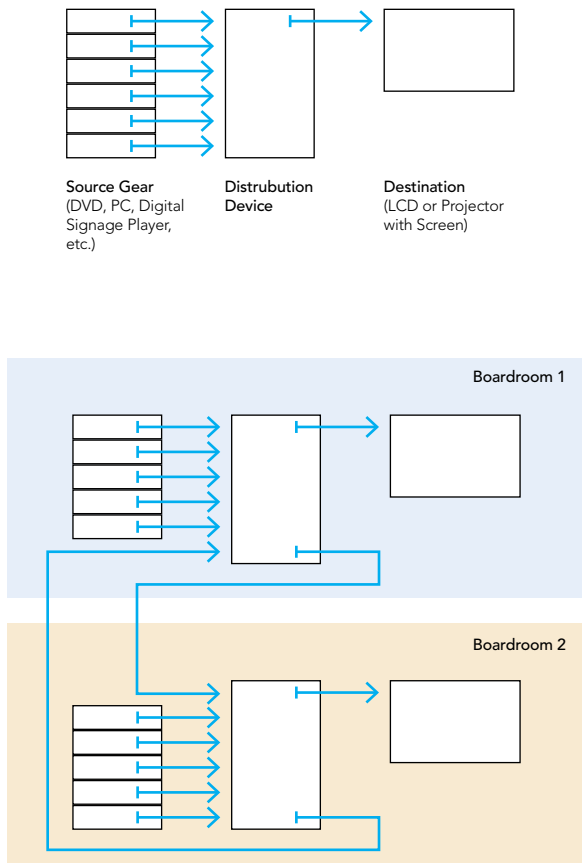 Source Gear
(DVD, PC, Digital
Signage Player,
etc.)
Distrubution
Device
Destination
(LCD or Projector
with Screen)
Boardroom 1
Boardroom 2